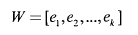 W = [e₁, e₂, ..., eₖ]